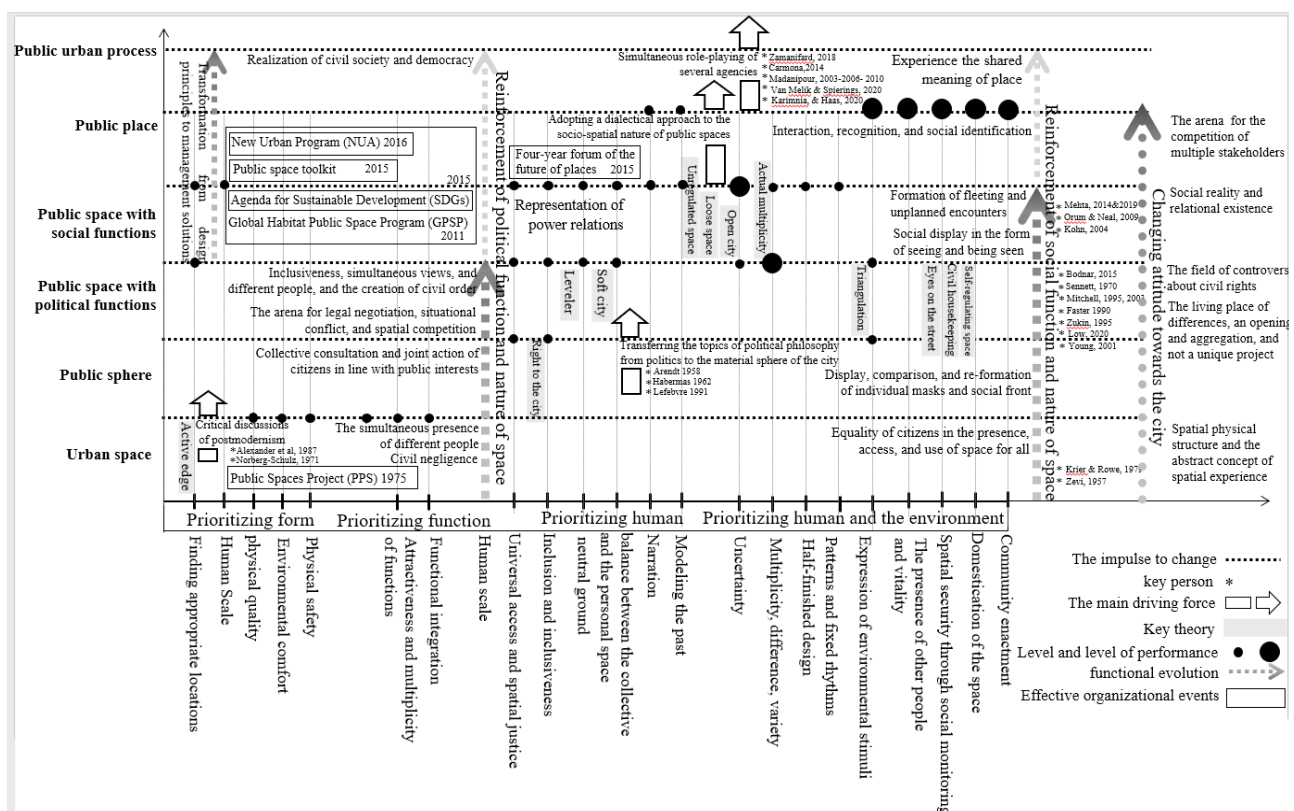 Public urban process
Public place
Public space with
social functions
Public space with
political functions
Public sphere
Urban space
Transformation from design
principles to management solutions
Realization of civil society and democracy
New Urban Program (NUA) 2016
Public space toolkit 2015
2015
Agenda for Sustainable Development (SDGs)
Global Habitat Public Space Program (GPSP)
2011
Inclusiveness, simultaneous views, and
different people, and the creation of civil order
The arena for legal negotiation, situational
conflict, and spatial competition
Collective consultation and joint action of
citizens in line with public interests
Active edge
Critical discussions
of postmodernism
*Alexander et al, 1987
*Norberg-Schulz, 1971
The simultaneous presence
of different people
Civil negligence
Public Spaces Project (PPS) 1975
Reinforcement of political function and nature of space
Simultaneous role-playing of
several agencies
* Zamanifard, 2018
* Carmona,2014
* Madanipour, 2003-2006- 2010
* Van Melik & Spierings, 2020
* Karimnia, & Haas, 2020
Adopting a dialectical approach to the
socio-spatial nature of public spaces
Four-year forum of the
future of places 2015
Representation of
power relations
Unregulated space
Loose space
Open city
Actual multiplicity
Leveler
Soft city
Right to the city
Transferring the topics of political philosophy
from politics to the material sphere of the city
* Arendt 1958
* Habermas 1962
* Lefebvre 1991
Experience the shared
meaning of place
Interaction, recognition, and social identification
Formation of fleeting and
unplanned encounters
Social display in the form
of seeing and being seen
Triangulation
Eyes on the street
Civil housekeeping
Self-regulating space
Display, comparison, and re-formation
of individual masks and social front
Equality of citizens in the presence,
access, and use of space for all
Reinforcement of social function and nature of space
* Mehta, 2014&2019
* Orum & Neal, 2009
* Kohn, 2004
* Bodnar, 2015
* Sennett, 1970
* Mitchell, 1995, 2003
* Faster 1990
* Zukin, 1995
* Low, 2020
* Young, 2001
* Krier & Rowe, 1979
* Zevi, 1957
Changing attitude towards the city
The arena for the
competition of
multiple stakeholders
Social reality and
relational existence
The field of controvers
about civil rights
The living place of
differences, an opening
and aggregation, and
not a unique project
Spatial physical
structure and the
abstract concept of
spatial experience
Prioritizing form
Prioritizing function
Prioritizing human
Prioritizing human and the environment
Finding appropriate locations
Human Scale
physical quality
Environmental comfort
Physical safety
Attractiveness and multiplicity
of functions
Functional integration
Human scale
Universal access and spatial justice
Inclusion and inclusiveness
neutral ground
balance between the collective
and the personal space
Narration
Modeling the past
Uncertainty
Multiplicity, difference, variety
Half-finished design
Patterns and fixed rhythms
Expression of environmental stimuli
The presence of other people
and vitality
Spatial security through social monitoring
Domestication of the space
Community enactment
The impulse to change
key person *
The main driving force
Key theory
Level and level of performance
functional evolution
Effective organizational events